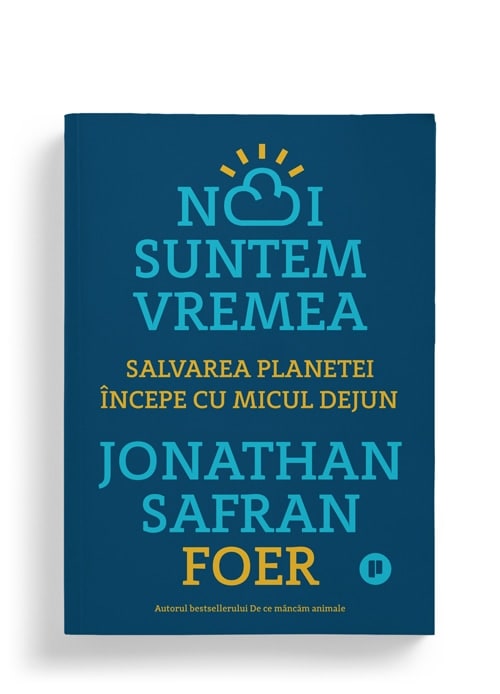 NOI
SUNTEM
VREMEA
SALVAREA PLANETEI
ÎNCEPE CU MICUL DEJUN
JONATHAN
SAFRAN
FOER
Autorul bestsellerului De ce mâncăm animale